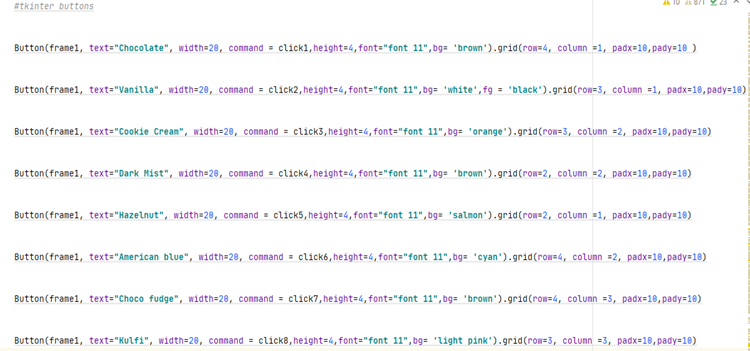 #tkinter buttons
10 871 23
Button(frame1, text="Chocolate", width=20, command = click1,height=4,font="font 11",bg= 'brown').grid(row=4, column =1, padx=10,pady=10 )
Button(frame1, text="Vanilla", width=20, command = click2,height=4,font="font 11",bg= 'white',fg = 'black').grid(row=3, column =1, padx=10,pady=10)
Button(frame1, text="Cookie Cream", width=20, command = click3,height=4,font="font 11",bg= 'orange').grid(row=3, column =2, padx=10,pady=10)
Button(frame1, text="Dark Mist", width=20, command = click4,height=4,font="font 11",bg= 'brown').grid(row=2, column =2, padx=10,pady=10)
Button(frame1, text="Hazelnut", width=20, command = click5,height=4,font="font 11",bg= 'salmon').grid(row=2, column =1, padx=10,pady=10)
Button(frame1, text="American blue", width=20, command = click6,height=4,font="font 11",bg= 'cyan').grid(row=4, column =2, padx=10,pady=10)
Button(frame1, text="Choco fudge", width=20, command = click7,height=4,font="font 11",bg= 'brown').grid(row=4, column =3, padx=10,pady=10)
Button(frame1, text="Kulfi", width=20, command = click8,height=4,font="font 11",bg= 'light pink').grid(row=3, column =3, padx=10,pady=10)